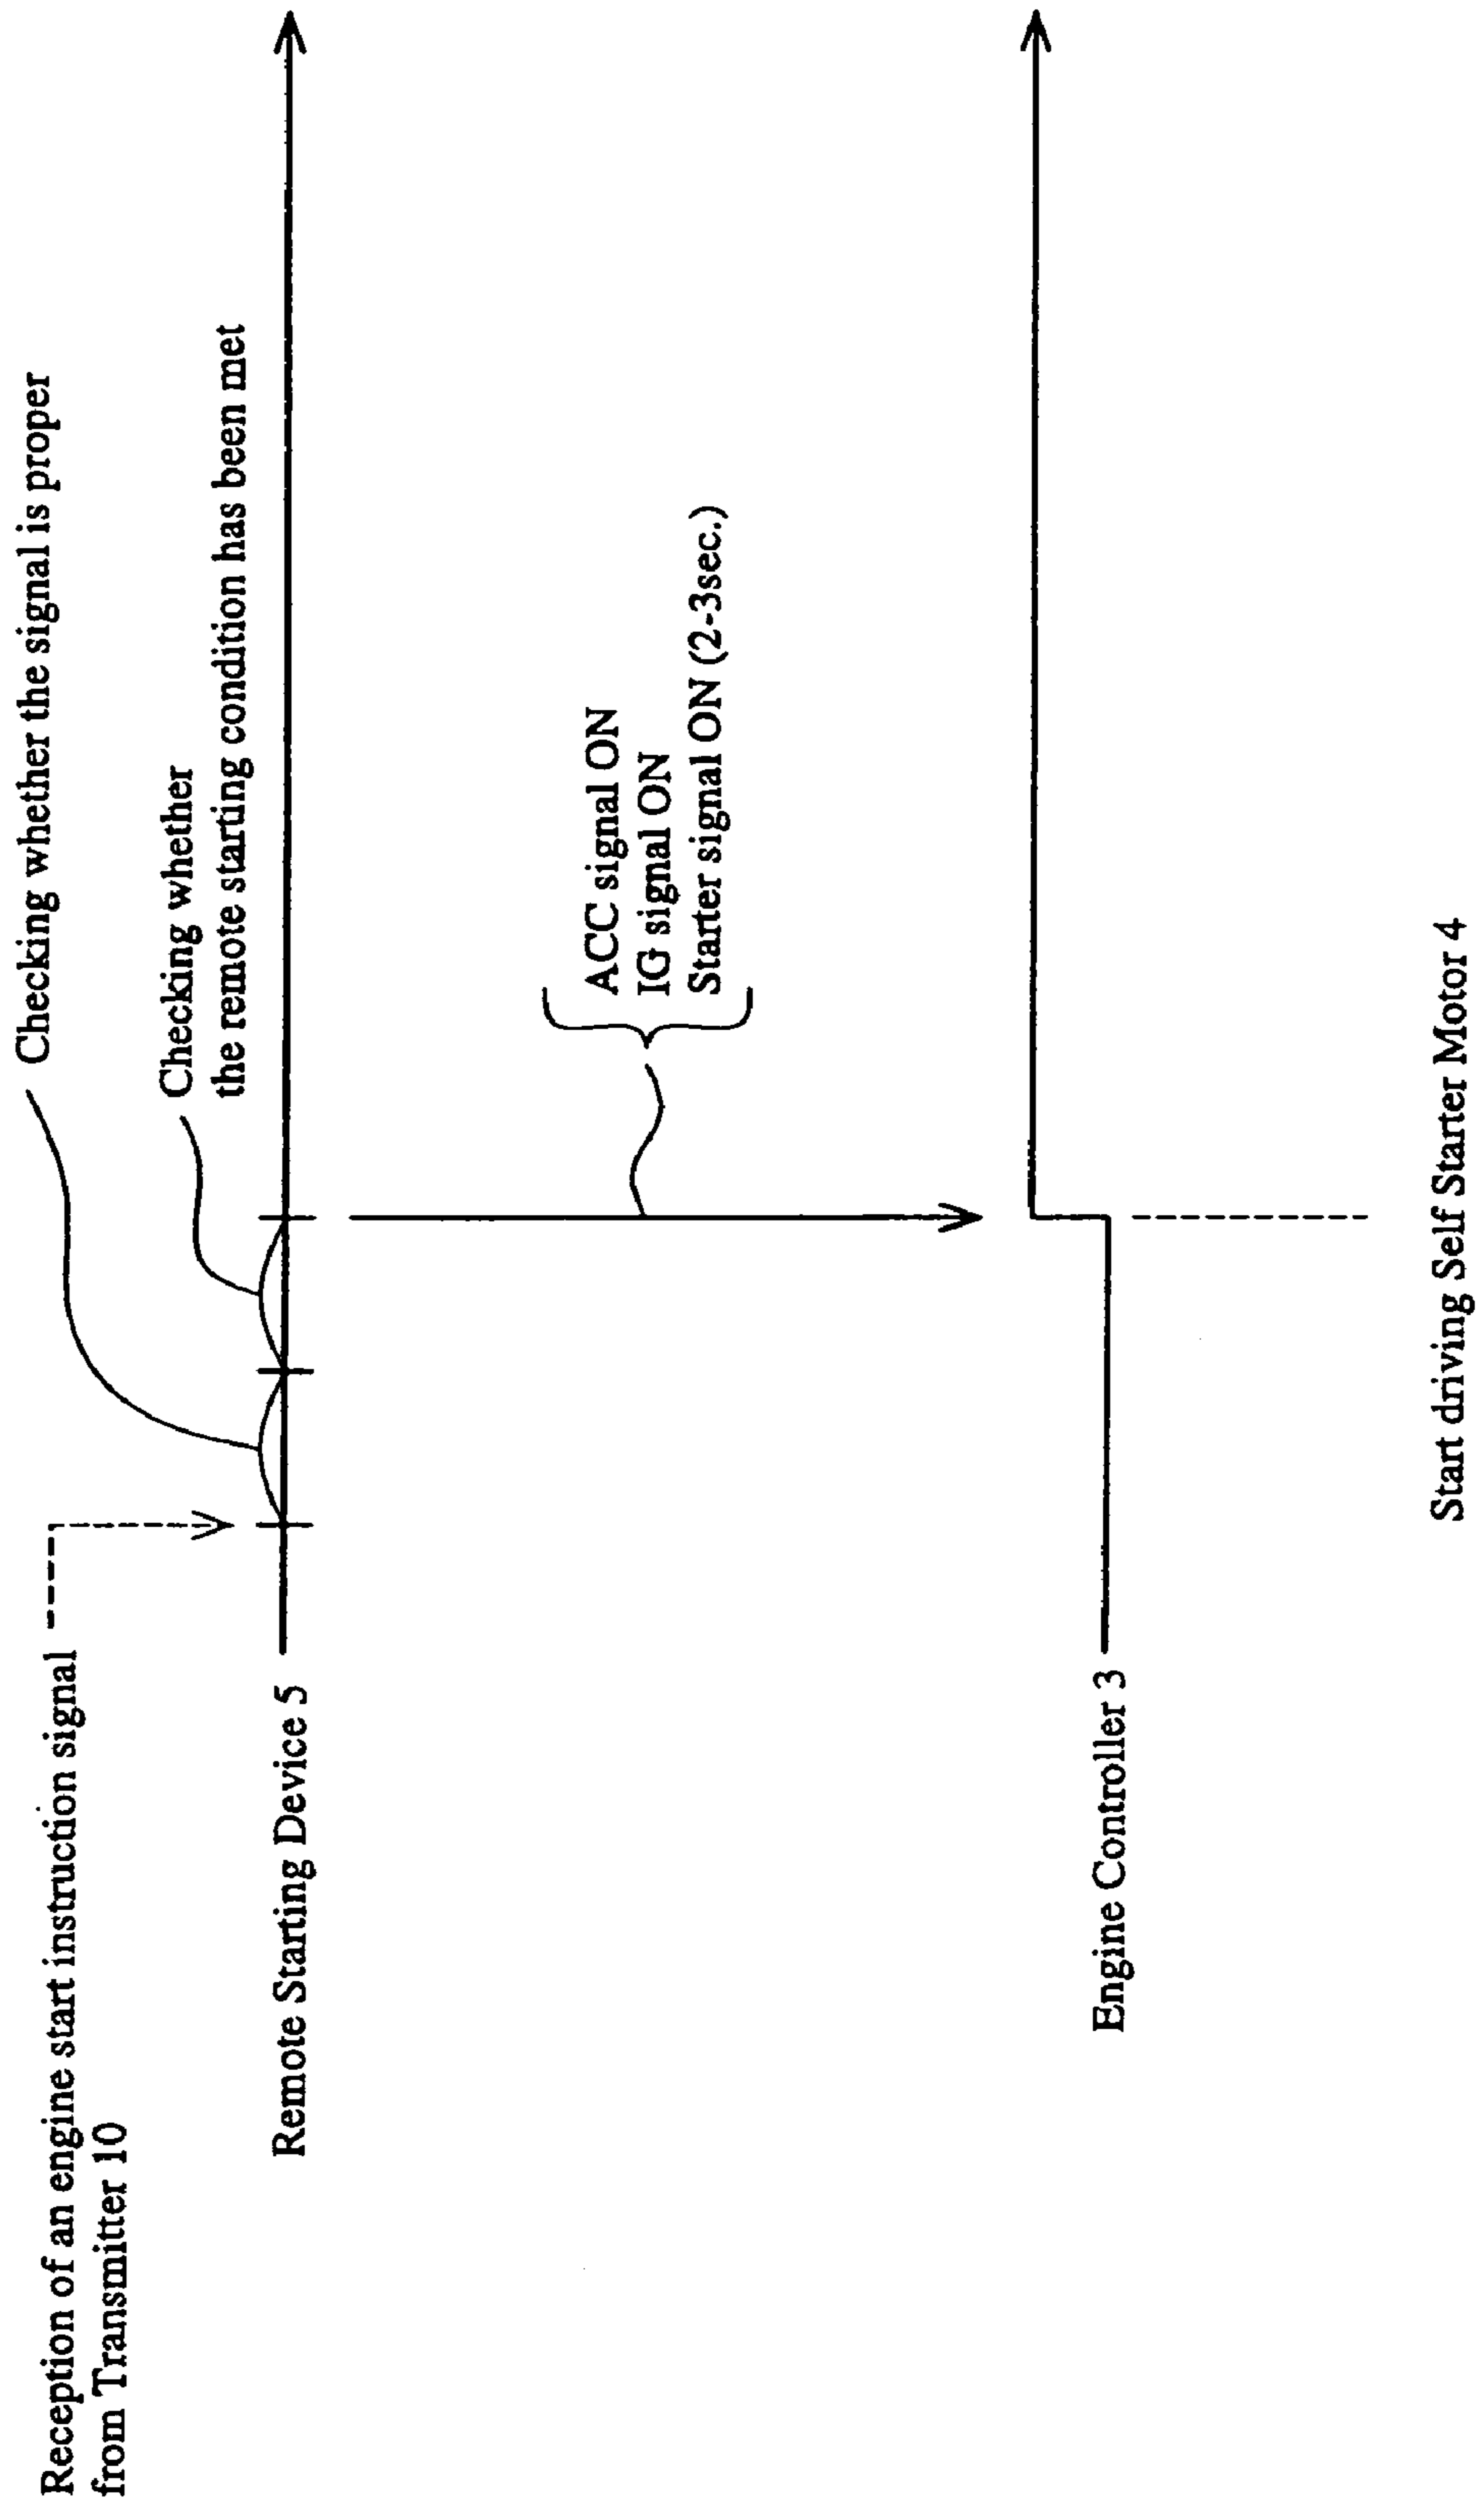 Reception of an engine start instruction signal
from Transmitter 10
Checking whether the signal is proper
Checking whether
the remote starting condition has been met
Remote Starting Device 5
ACC signal ON
IG signal ON
Starter signal ON (2-3sec.)
Engine Controller 3
Start driving Self Starter Motor 4